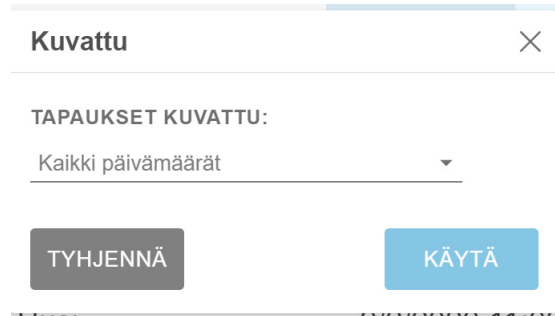 Kuvattu
TAPAUKSET KUVATTU:
Kaikki päivämäärät
TYHJENNÄ
KÄYTÄ